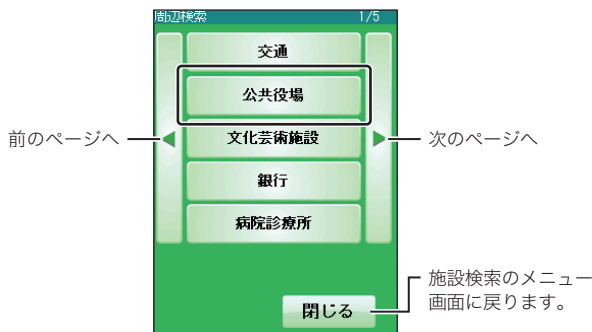 周辺検索 1/5
交通
公共役場
前のページへ
文化芸術施設
次のページへ
銀行
病院診療所
閉じる
施設検索のメニュー
画面に戻ります。